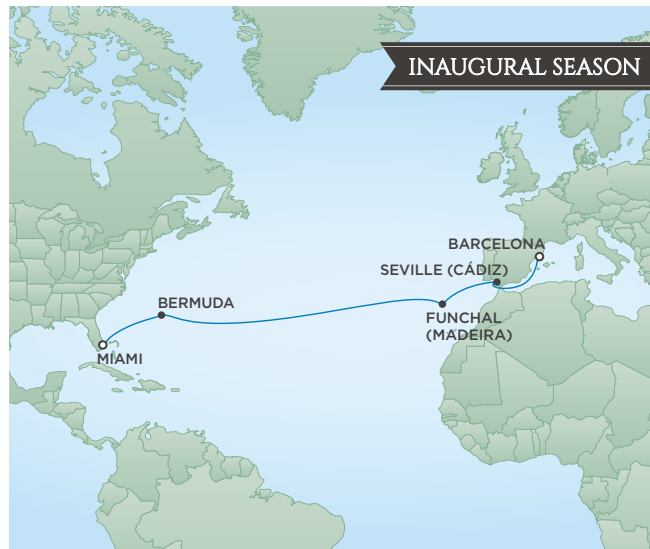 INAUGURAL SEASON
BARCELONA
SEVILLE (CÁDIZ)
BERMUDA
FUNCHAL
(MADEIRA)
MIAMI